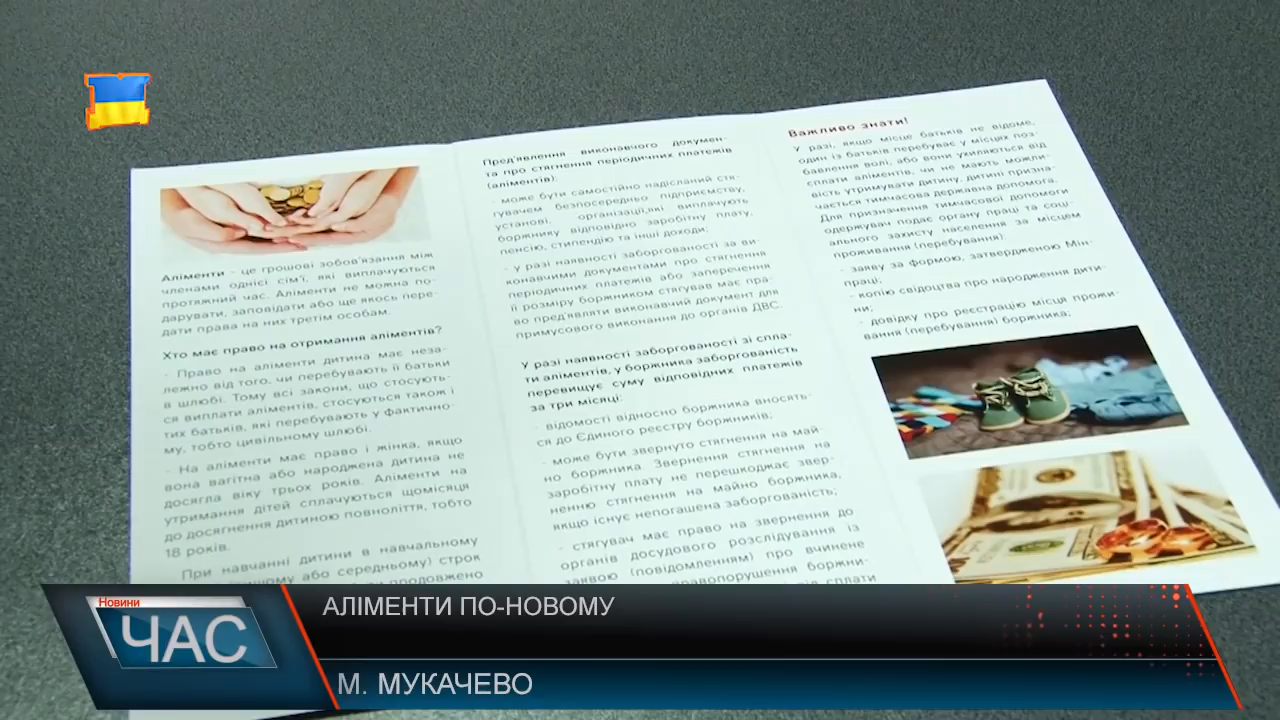 Аліменти - це грошові зобов'язання між
членами однієї сім'ї, які виплачуються
протяжний час. Аліменти не можна по-
дарувати, заповідати або ще якось пере-
дати права на них третім особам.
Хто має право на отримання аліментів?
- Право на аліменти дитина має неза-
лежно від того, чи перебувають її батьки
в шлюбі. Тому всі закони, що стосують-
ся виплати аліментів, стосуються також і
тих батьків, які перебувають у фактично-
му, тобто цивільному шлюбі.
- На аліменти має право і жінка, якщо
вона вагітна або народжена дитина не
досягла віку трьох років. Аліменти на
утримання дітей сплачуються щомісяця
до досягнення дитиною повноліття, тобто
18 років.
При навчанні дитини в навчальному
або середньому) строк
продовжено
Пред'явлення виконавчого докумен-
та про стягнення періодичних платежів
(аліментів):
- може бути самостійно надісланий стя-
гувачем безпосередньо підприємству,
установі, організації,які виплачують
боржнику відповідно заробітну плату,
пенсію, стипендію та інші доходи;
- у разі наявності заборгованості за ви-
конавчими документами про стягнення
періодичних платежів або заперечення
її розміру боржником стягувач має пра-
во пред'являти виконавчий документ для
примусового виконання до органів ДВС.
У разі наявності заборгованості зі спла-
ти аліментів, у боржника заборгованість
перевищує суму відповідних платежів
за три місяці:
- відомості відносно боржника вносять-
ся до Єдиного реєстру боржників;
- може бути звернуто стягнення на май-
но боржника. Звернення стягнення на
заробітну плату не перешкоджає звер-
ненню стягнення на майно боржника,
якщо існує непогашена заборгованість;
- стягувач має право на звернення до
органів досудового розслідування із
заявою (повідомленням) про вчинене
правопорушення боржни-
сплати
Важливо знати!
У разі, якщо місце батьків не відоме,
один із батьків перебуває у місцях поз-
бавлення волі, або вони ухиляються від
сплати аліментів, чи не мають можли-
вість утримувати дитину, дитині призна-
чається тимчасова державна допомога.
Для призначення тимчасової допомоги
одержувач подає органу праці та соці-
ального захисту населення за місцем
проживання (перебування):
- заяву за формою, затвердженою Мін-
праці;
- копію свідоцтва про народження дити-
ни;
- довідку про реєстрацію місця прожи-
вання (перебування) боржника;
Новини
ЧАС
АЛІМЕНТИ ПО-НОВОМУ
М. МУКАЧЕВО